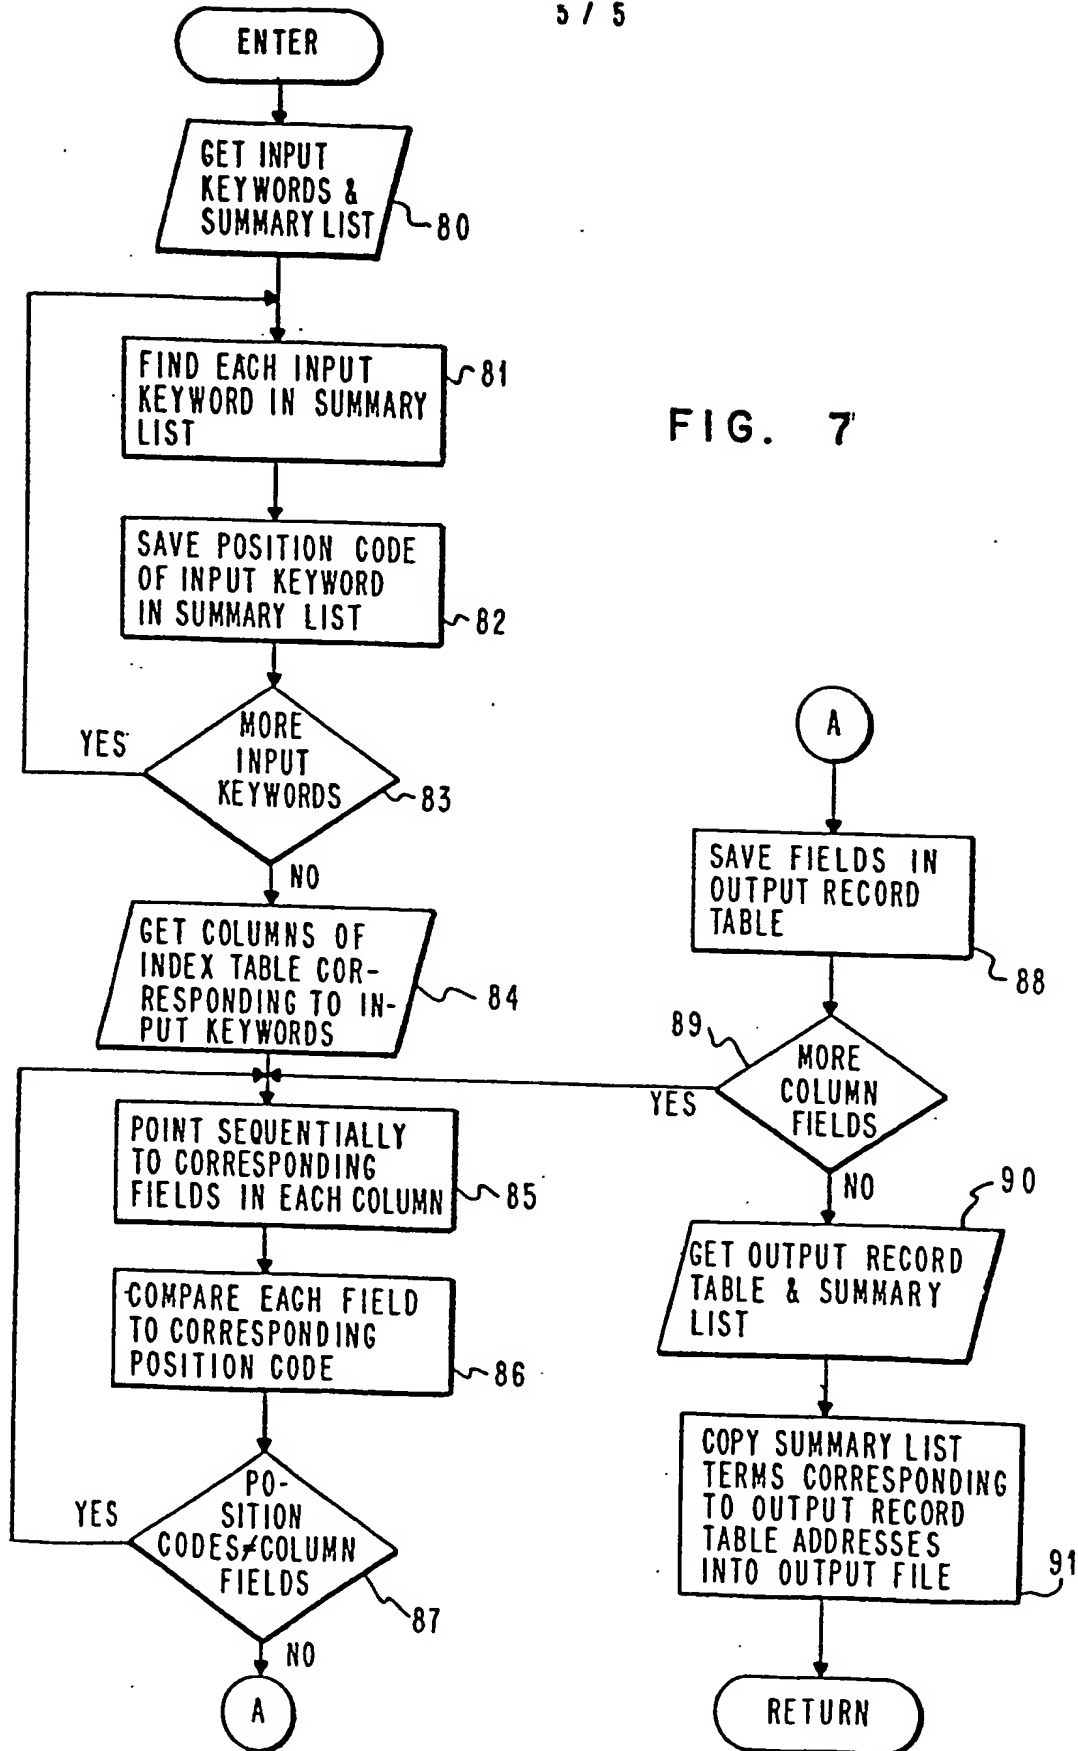 5 / 5
ENTER
GET INPUT
KEYWORDS &
SUMMARY LIST
80
FIND EACH INPUT
KEYWORD IN SUMMARY
LIST
81
FIG. 7
SAVE POSITION CODE
OF INPUT KEYWORD
IN SUMMARY LIST
82
MORE
INPUT
KEYWORDS
83
YES
NO
GET COLUMNS OF
INDEX TABLE COR-
RESPONDING TO IN-
PUT KEYWORDS
84
POINT SEQUENTIALLY
TO CORRESPONDING
FIELDS IN EACH COLUMN
85
COMPARE EACH FIELD
TO CORRESPONDING
POSITION CODE
86
PO-
SITION
CODES≠COLUMN
FIELDS
87
YES
NO
A
A
SAVE FIELDS IN
OUTPUT RECORD
TABLE
88
89
MORE
COLUMN
FIELDS
YES
NO
90
GET OUTPUT RECORD
TABLE & SUMMARY
LIST
COPY SUMMARY LIST
TERMS CORRESPONDING
TO OUTPUT RECORD
TABLE ADDRESSES
INTO OUTPUT FILE
91
RETURN